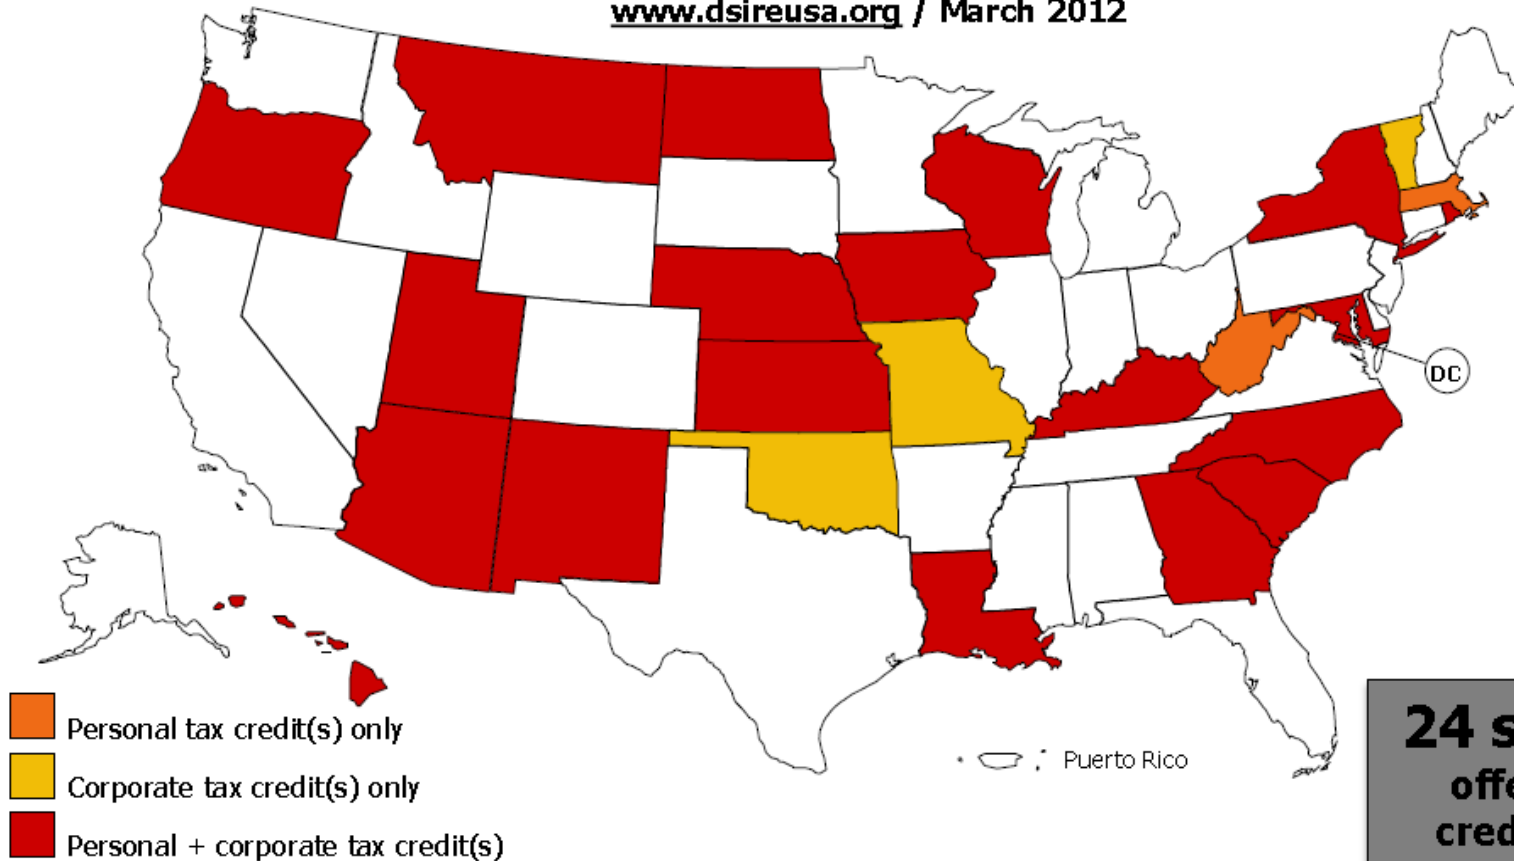 www.dsireusa.org / March 2012
DC
Puerto Rico
Personal tax credit(s) only
Corporate tax credit(s) only
Personal + corporate tax credit(s)
24